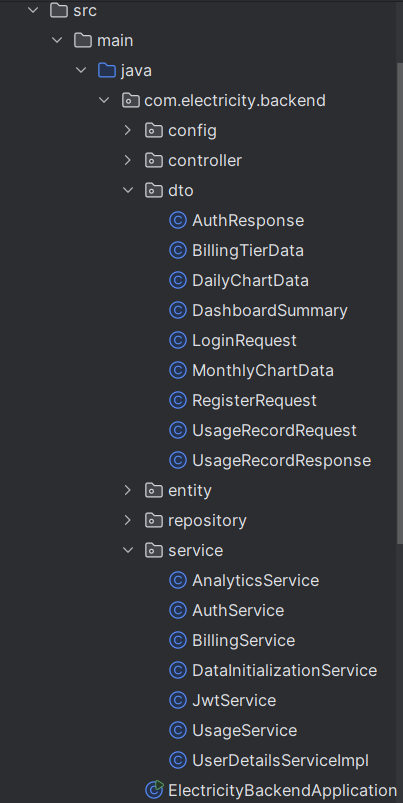 src
main
java
com.electricity.backend
config
controller
dto
AuthResponse
BillingTierData
DailyChartData
DashboardSummary
LoginRequest
MonthlyChartData
RegisterRequest
UsageRecordRequest
UsageRecordResponse
entity
repository
service
AnalyticsService
AuthService
BillingService
DataInitializationService
JwtService
UsageService
UserDetailsServiceImpl
ElectricityBackendApplication